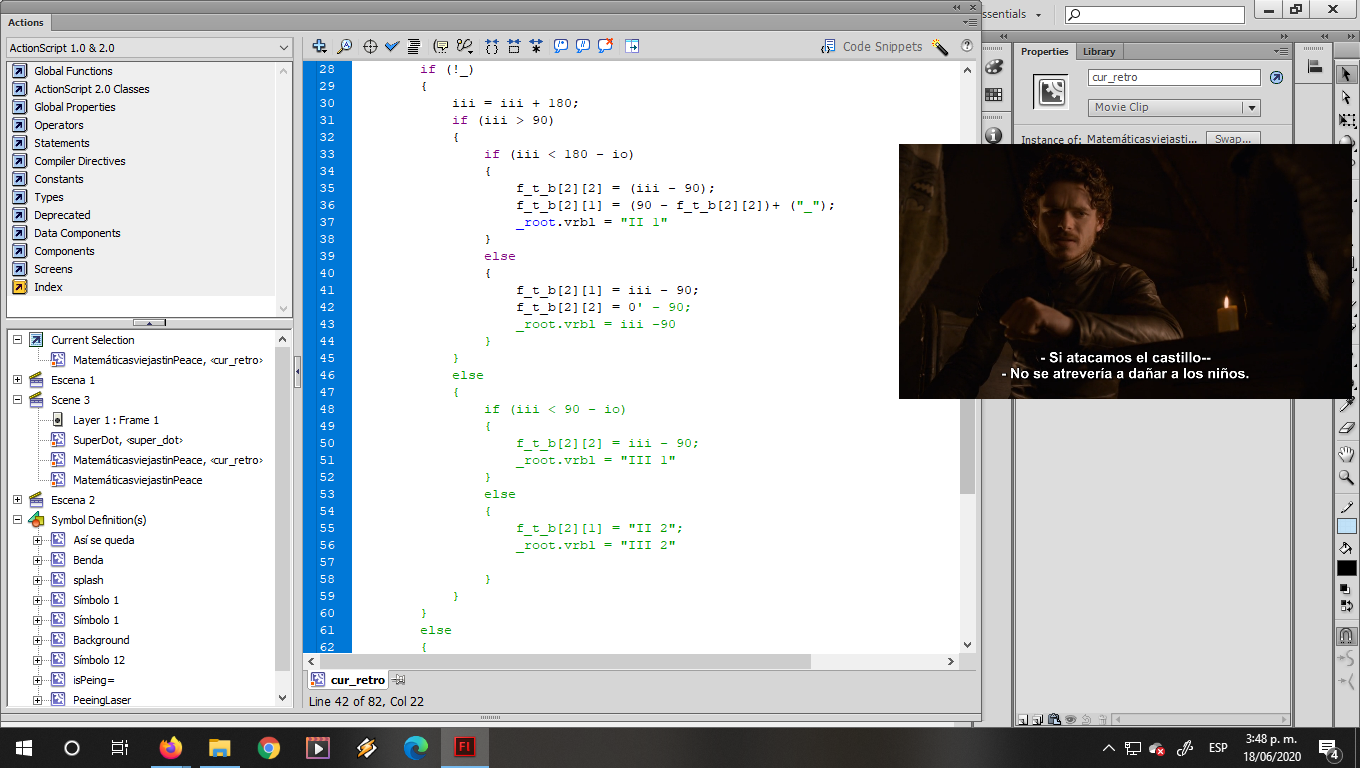 Actions
ssentials
ActionScript 1.0 & 2.0
Code Snippets
Global Functions
ActionScript 2.0 Classes
Global Properties
Operators
Statements
Compiler Directives
Constants
Types
Deprecated
Data Components
Components
Screens
Index
Current Selection
MatemáticasviejastinPeace, <cur_retro>
Escena 1
Scene 3
Layer 1 : Frame 1
SuperDot, <super_dot>
MatemáticasviejastinPeace, <cur_retro>
MatemáticasviejastinPeace
Escena 2
Symbol Definition(s)
Así se queda
Benda
splash
Símbolo 1
Símbolo 1
Background
Símbolo 12
isPeing=
PeeingLaser
28 if (!_)
29 {
30 iii = iii + 180;
31 if (iii > 90)
32 {
33 if (iii < 180 - io)
34 {
35 f_t_b[2][2] = (iii - 90);
36 f_t_b[2][1] = (90 - f_t_b[2][2])+ ("_");
37 _root.vrbl = "II 1"
38 }
39 else
40 {
41 f_t_b[2][1] = iii - 90;
42 f_t_b[2][2] = 0' - 90;
43 _root.vrbl = iii -90
44 }
45 }
46 else
47 {
48 if (iii < 90 - io)
49 {
50 f_t_b[2][2] = iii - 90;
51 _root.vrbl = "III 1"
52 }
53 else
54 {
55 f_t_b[2][1] = "II 2";
56 _root.vrbl = "III 2"
57
58 }
59 }
60 }
61 else
62 {
cur_retro
Line 42 of 82, Col 22
Properties
Library
cur_retro
Movie Clip
Instance of: Matemáticasviejasti...
Swap...
- Si atacamos el castillo--
- No se atrevería a dañar a los niños.
Fl
ESP
3:48 p. m.
18/06/2020
4